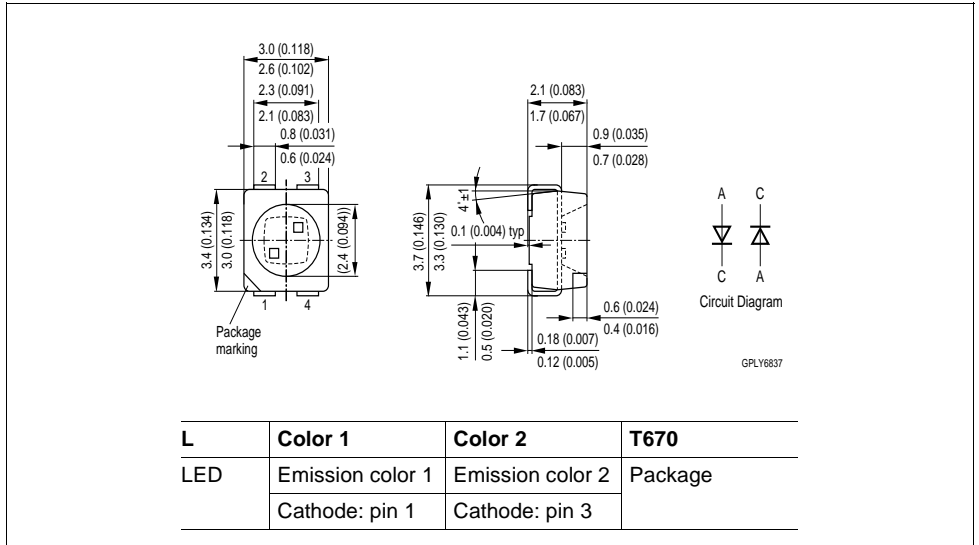 3.0 (0.118)
2.6 (0.102)
2.3 (0.091)
2.1 (0.083)
0.8 (0.031)
0.6 (0.024)
2 3
3.4 (0.134)
3.0 (0.118)
(2.4 (0.094))
1 4
Package
marking
2.1 (0.083)
1.7 (0.067)
0.9 (0.035)
0.7 (0.028)
4˚±1
0.1 (0.004) typ
3.7 (0.146)
3.3 (0.130)
1.1 (0.043)
0.5 (0.020)
0.6 (0.024)
0.4 (0.016)
0.18 (0.007)
0.12 (0.005)
A C
C A
Circuit Diagram
GPLY6837
L Color 1 Color 2 T670
LED Emission color 1 Emission color 2 Package
Cathode: pin 1 Cathode: pin 3